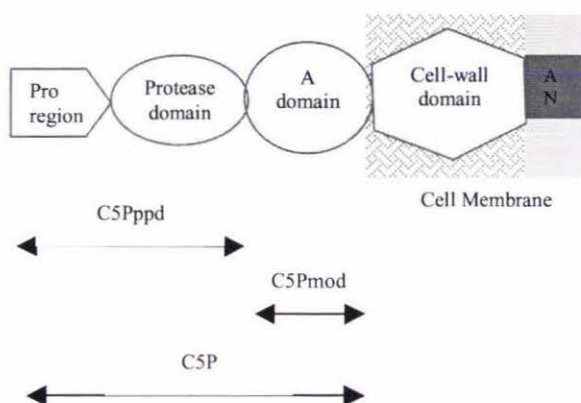 Pro
region
Protease
domain
A
domain
Cell-wall
domain
A
N
Cell Membrane
C5Pppd
C5Pmod
C5P